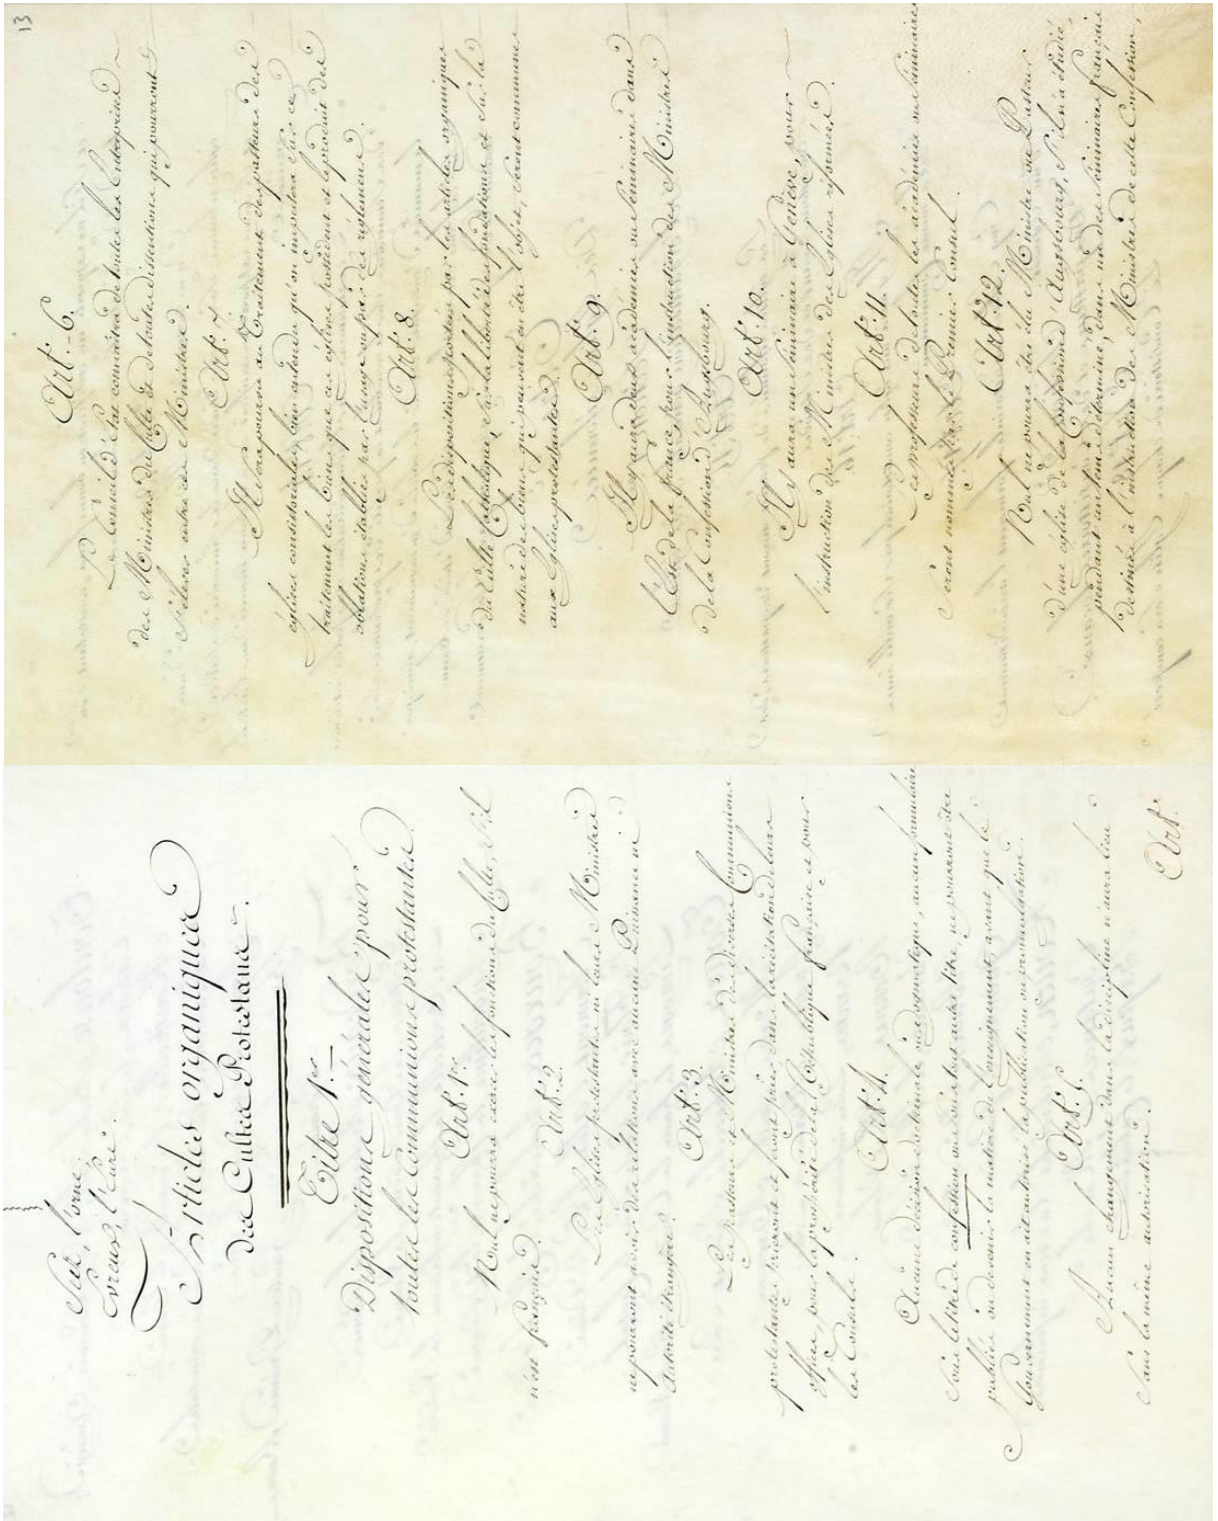 Séez, l'orne.
Evreux, l'Eure.
Articles organiques
des Cultes Protestans.
Titre 1er.
Dispositions générales pour
toutes les Communions protestantes.
Art. 1er.
Nul ne pourra exercer les fonctions du Culte, s'il
n'est français.
Art. 2.
Les Eglises protestantes ni leurs Ministres
ne pourront avoir des relations avec aucune Puissance ni
Autorité étrangère.
Art. 3.
Les pasteurs et Ministres des diverses Communions
protestantes prieront et feront prier dans la récitation de leurs
offices, pour la prospérité de la République française et pour
les Consuls.
Art. 4.
Aucune décision doctrinale ou dogmatique, aucun formulaire
sous le titre de confession ou sous tout autre titre, ne pourront être
publiés ou devenir la matière de l'enseignement, avant que le
Gouvernement en ait autorisé la publication ou promulgation.
Art. 5.
Aucun changement dans la discipline n'aura lieu
sans la même autorisation.
Art.
13
Art. 6.
Le Conseil d'état connaîtra de toutes les Entreprises
des Ministres du Culte et de toutes dissentions qui pourront
s'élever entre ces Ministres.
Art. 7.
Il sera pourvu au Traitement des pasteurs des
églises consistoriales, bien entendu qu'on imputera sur ce
traitement les biens que ces églises possèdent et le produit des
oblations établies par l'usage ou par des réglemens.
Art. 8.
Les dispositions portées par les articles organiques
du Culte Catholique, sur la liberté des fondations et sur la
nature des biens qui peuvent en être l'objet, seront communes
aux Eglises protestantes.
Art. 9.
Il y aura deux académies ou Séminaires dans
l'Est de la france, pour l'instruction des Ministres
de la Confession d'Augsbourg.
Art. 10.
Il y aura un Séminaire à Genève, pour
l'instruction des Ministres des Eglises réformées.
Art. 11.
Les professeurs de toutes les académies ou Séminaires
seront nommés par le Premier Consul.
Art. 12.
Nul ne pourra être élu Ministre ou Pasteur
d'une église de la Confession d'Augsbourg, s'il n'a étudié,
pendant un tems déterminé, dans un des Séminaires français
destinés à l'instruction des Ministres de cette Confession,